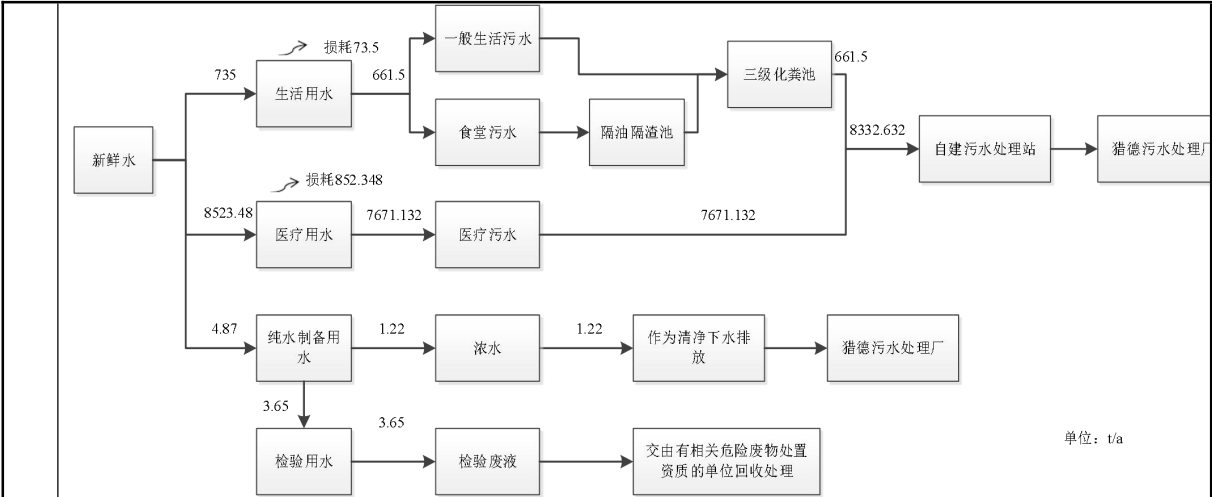 损耗73.5
一般生活污水
735
生活用水
661.5
三级化粪池
661.5
食堂污水
隔油隔渣池
8332.632
新鲜水
自建污水处理站
猎德污水处理厂
损耗852.348
8523.48
医疗用水
7671.132
医疗污水
7671.132
4.87
纯水制备用
水
1.22
浓水
1.22
作为清净下水排
放
猎德污水处理厂
3.65
检验用水
3.65
检验废液
交由有相关危险废物处置
资质的单位回收处理
单位：t/a